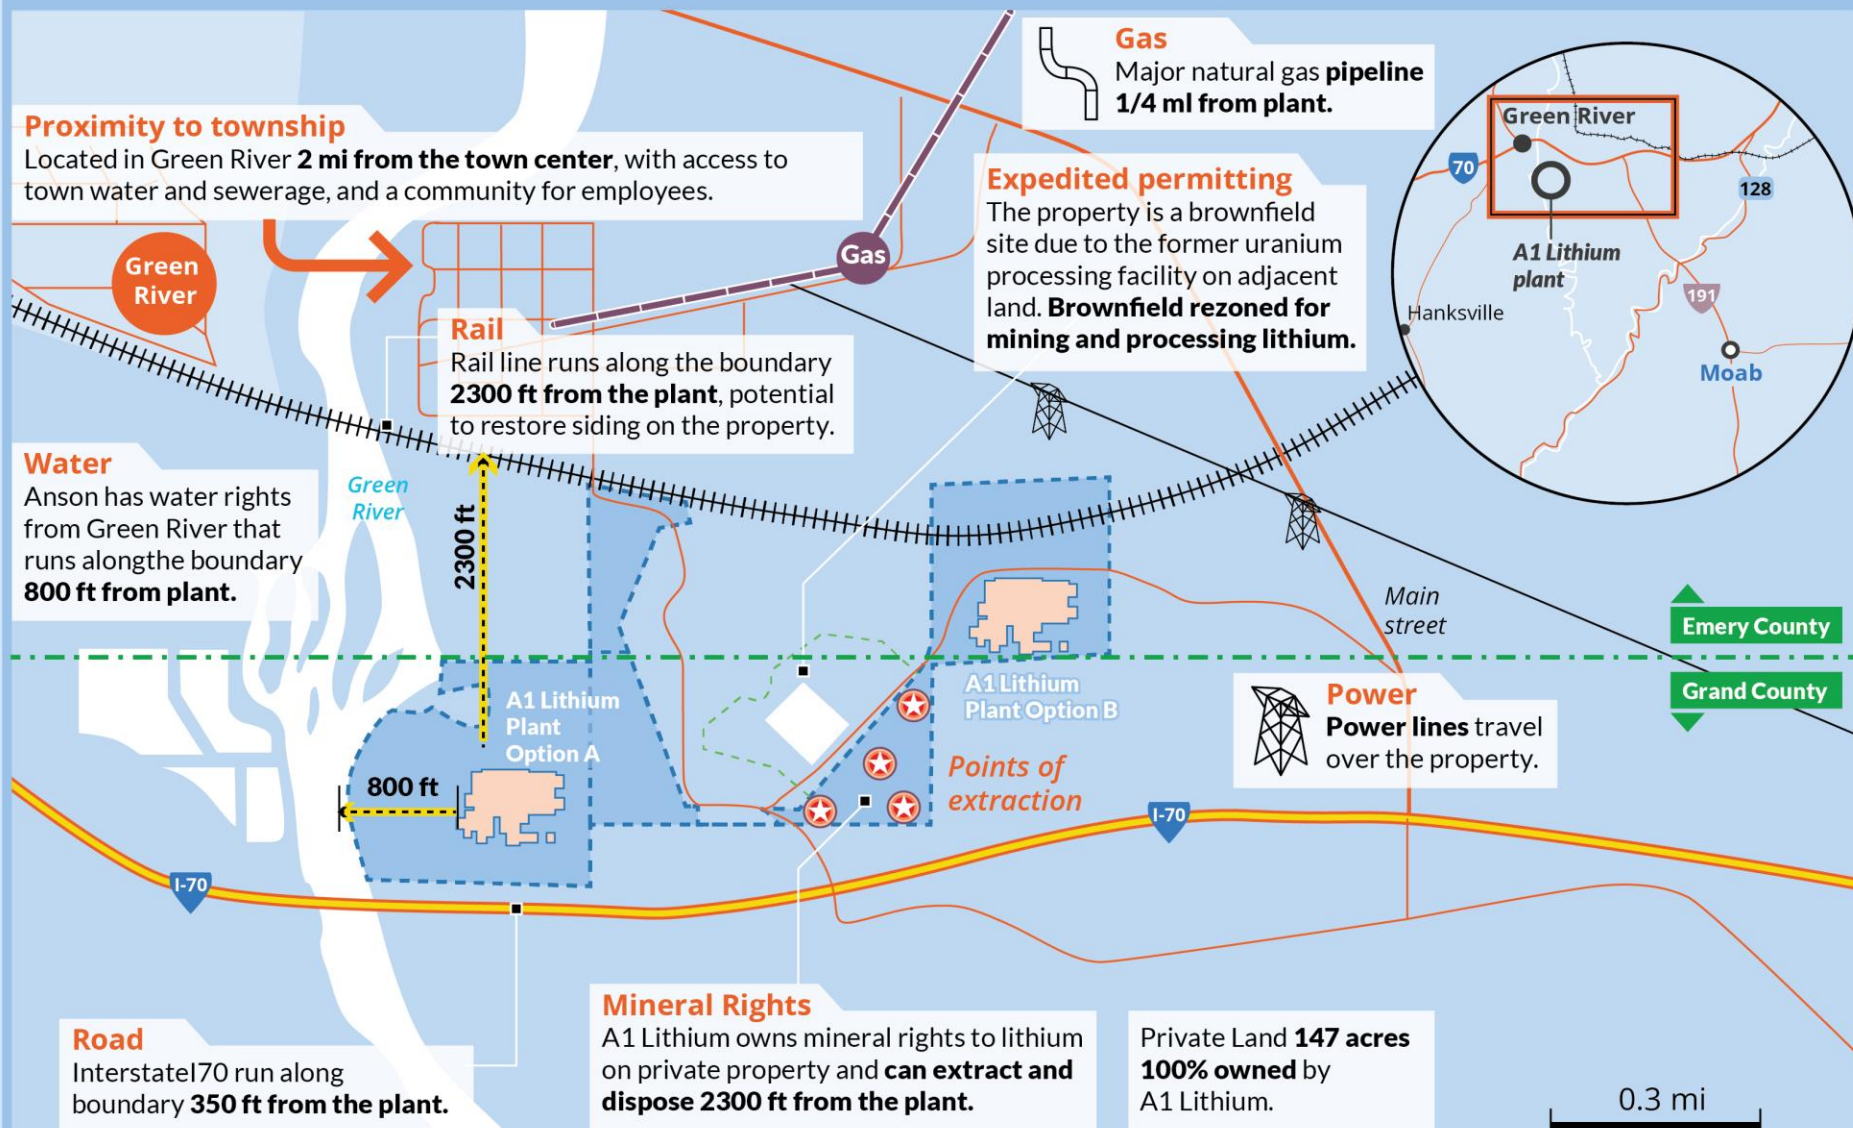 Gas
Major natural gas pipeline
1/4 ml from plant.
Proximity to township
Located in Green River 2 mi from the town center, with access to
town water and sewerage, and a community for employees.
Green River
70
128
A1 Lithium
plant
191
Hanksville
Moab
Expedited permitting
The property is a brownfield
site due to the former uranium
processing facility on adjacent
land. Brownfield rezoned for
mining and processing lithium.
Gas
Green
River
Rail
Rail line runs along the boundary
2300 ft from the plant, potential
to restore siding on the property.
Water
Anson has water rights
from Green River that
runs alongthe boundary
800 ft from plant.
Green
River
2300 ft
Main
street
Emery County
Grand County
A1 Lithium
Plant
Option A
A1 Lithium
Plant Option B
Power
Power lines travel
over the property.
800 ft
Points of
extraction
I-70
I-70
Road
InterstateI70 run along
boundary 350 ft from the plant.
Mineral Rights
A1 Lithium owns mineral rights to lithium
on private property and can extract and
dispose 2300 ft from the plant.
Private Land 147 acres
100% owned by
A1 Lithium.
0.3 mi